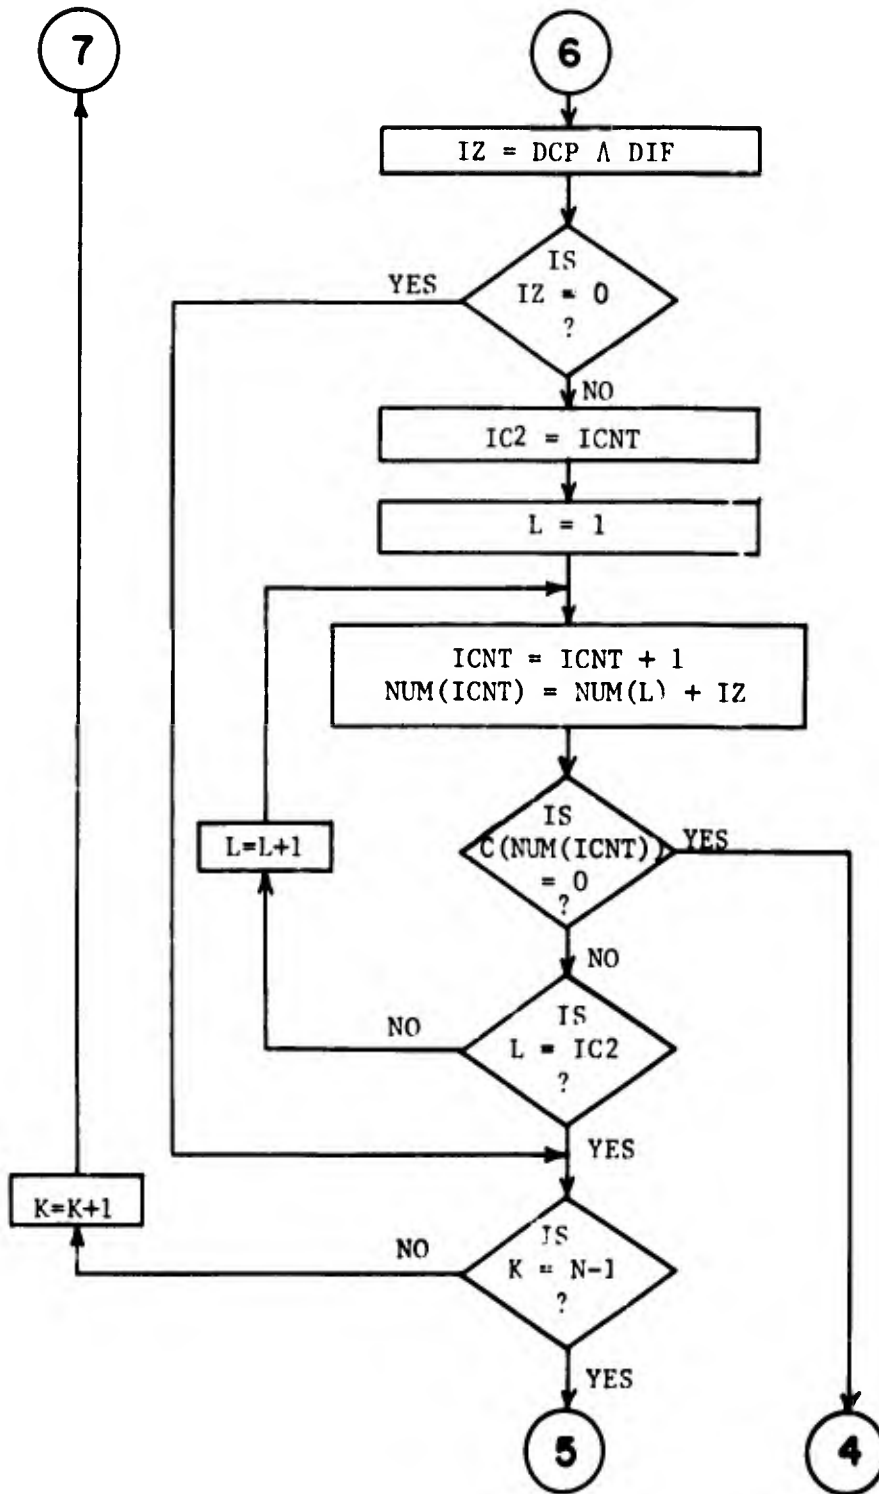 7
6
IZ = DCP Λ DIF
IS
IZ = 0
?
YES
NO
IC2 = ICNT
L = 1
ICNT = ICNT + 1
NUM(ICNT) = NUM(L) + IZ
IS
C(NUM(ICNT))
= 0
?
YES
L=L+1
NO
IS
L = IC2
?
NO
YES
K=K+1
IS
K = N-1
?
NO
YES
5
4